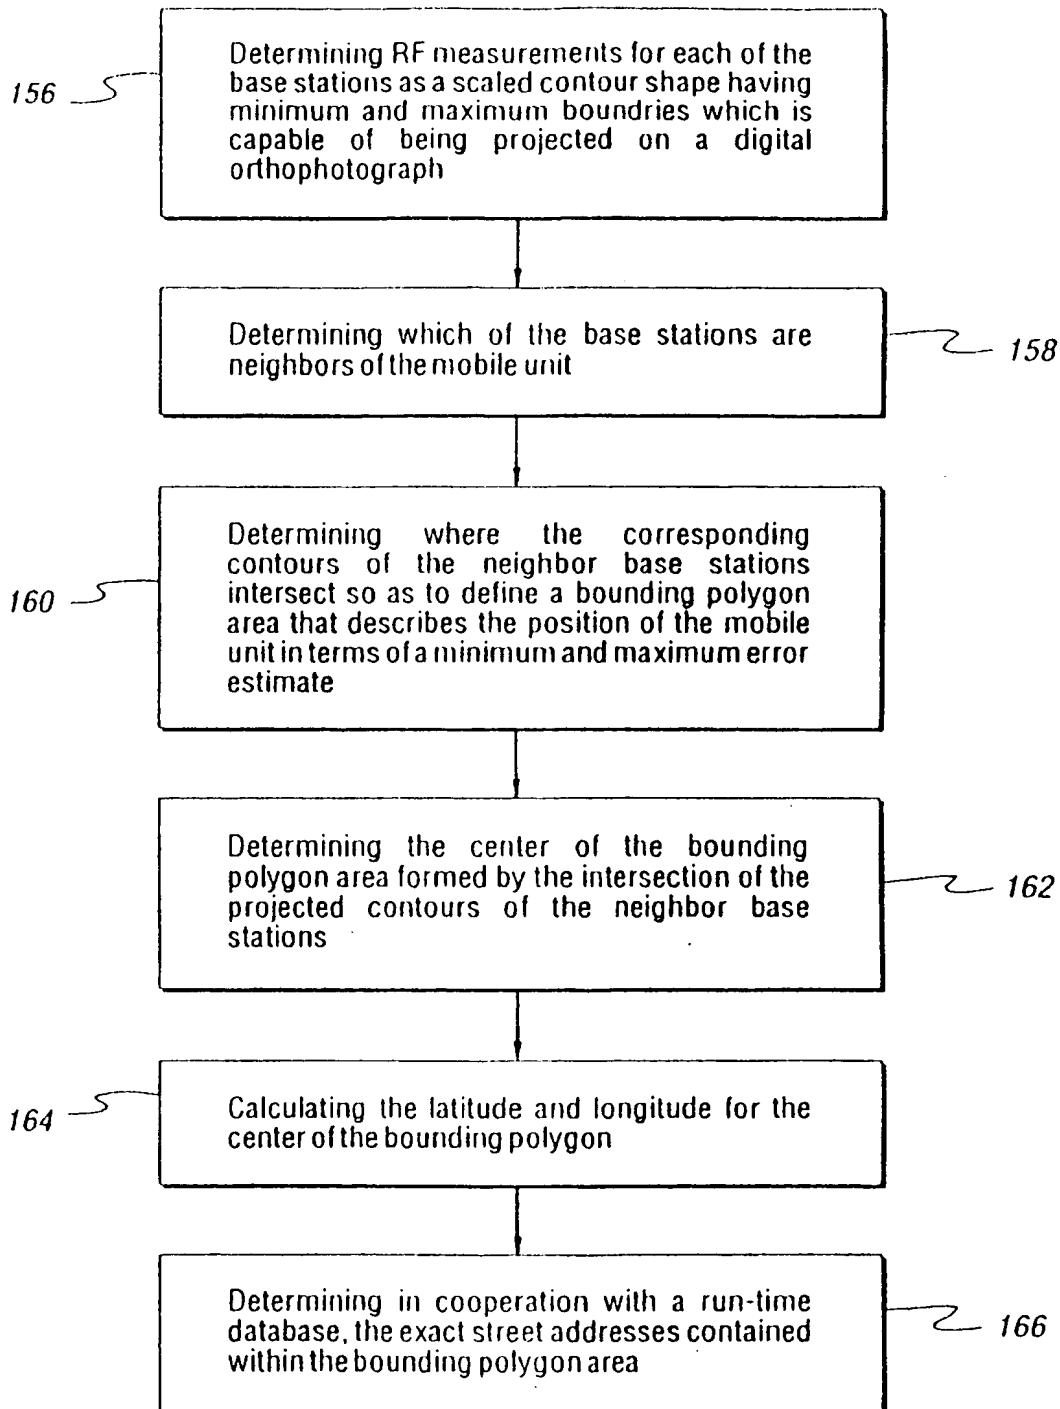 156
Determining RF measurements for each of the
base stations as a scaled contour shape having
minimum and maximum boundries which is
capable of being projected on a digital
orthophotograph
Determining which of the base stations are
neighbors of the mobile unit
158
160
Determining where the corresponding
contours of the neighbor base stations
intersect so as to define a bounding polygon
area that describes the position of the mobile
unit in terms of a minimum and maximum error
estimate
Determining the center of the bounding
polygon area formed by the intersection of the
projected contours of the neighbor base
stations
162
164
Calculating the latitude and longitude for the
center of the bounding polygon
Determining in cooperation with a run-time
database, the exact street addresses contained
within the bounding polygon area
166